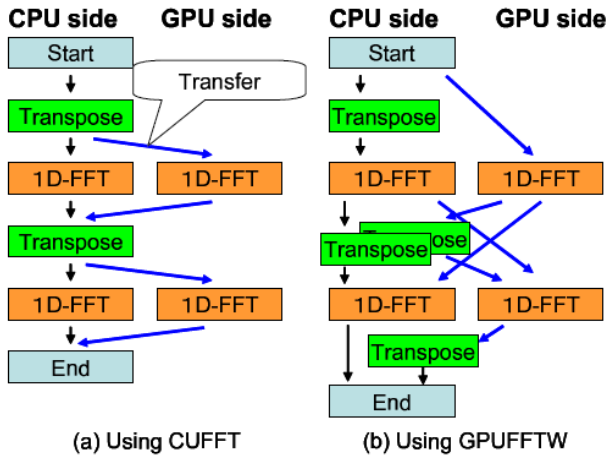 CPU side GPU side CPU side GPU side
Start Start
Transfer
Transpose Transpose
1D-FFT 1D-FFT 1D-FFT 1D-FFT
Transpose Transpose Transpose
1D-FFT 1D-FFT 1D-FFT 1D-FFT
Transpose
End End
(a) Using CUFFT (b) Using GPUFFTW